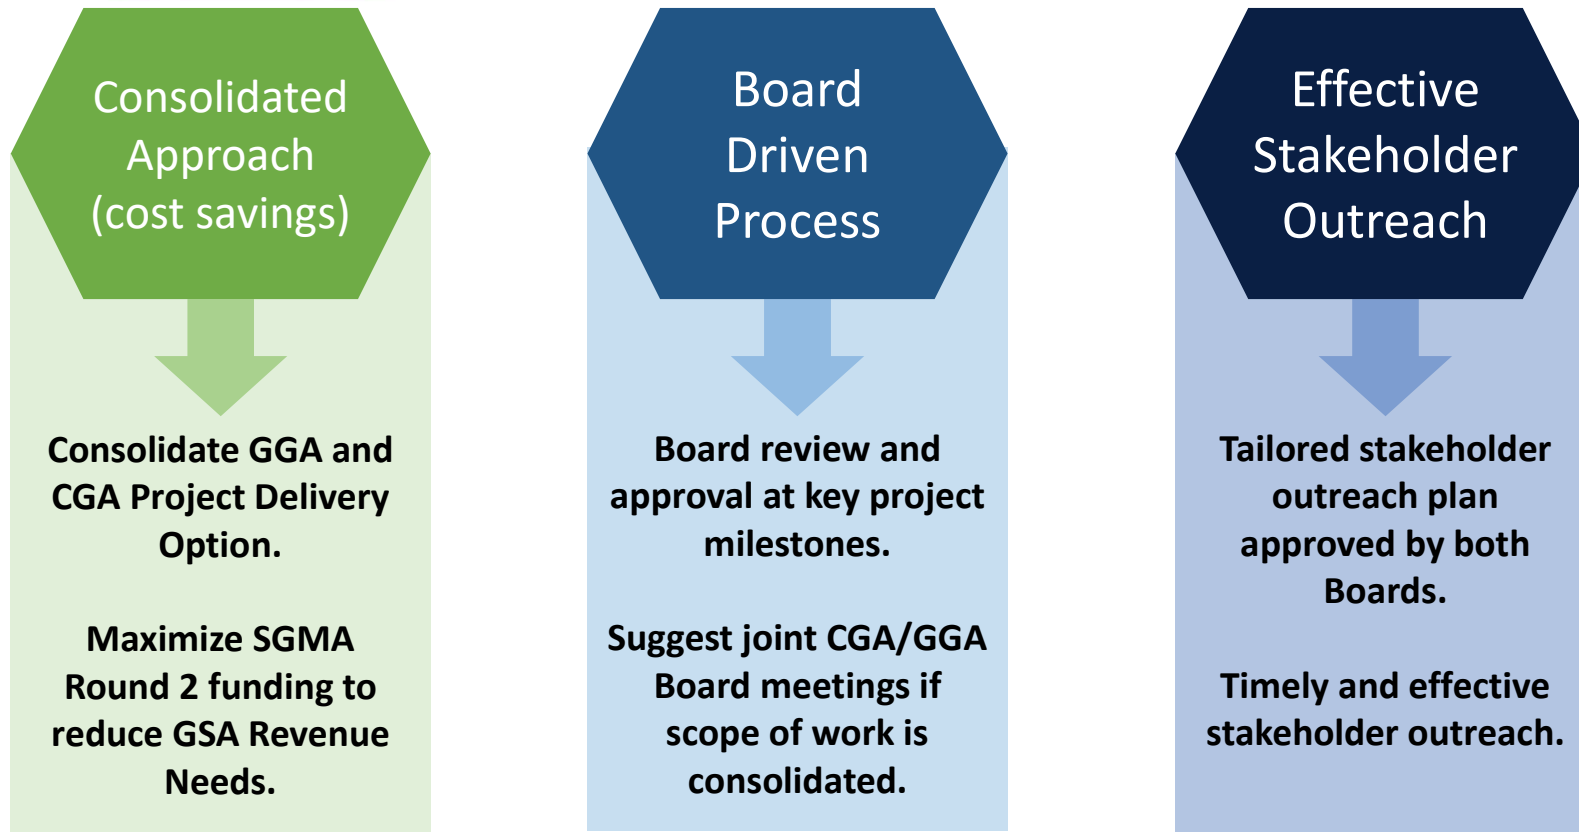 Consolidated
Approach
(cost savings)
Consolidate GGA and
CGA Project Delivery
Option.
Maximize SGMA
Round 2 funding to
reduce GSA Revenue
Needs.
Board
Driven
Process
Board review and
approval at key project
milestones.
Suggest joint CGA/GGA
Board meetings if
scope of work is
consolidated.
Effective
Stakeholder
Outreach
Tailored stakeholder
outreach plan
approved by both
Boards.
Timely and effective
stakeholder outreach.